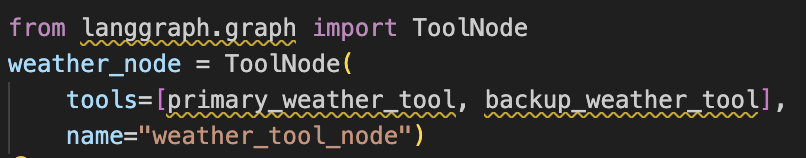 from langgraph.graph import ToolNode
weather_node = ToolNode(
    tools=[primary_weather_tool, backup_weather_tool],
    name="weather_tool_node")